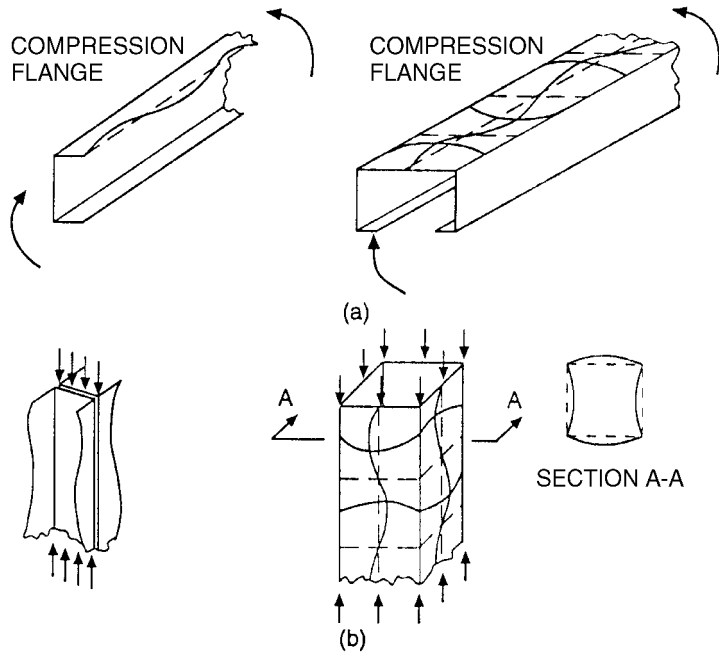 COMPRESSION
FLANGE
COMPRESSION
FLANGE
(a)
A
A
SECTION A-A
(b)